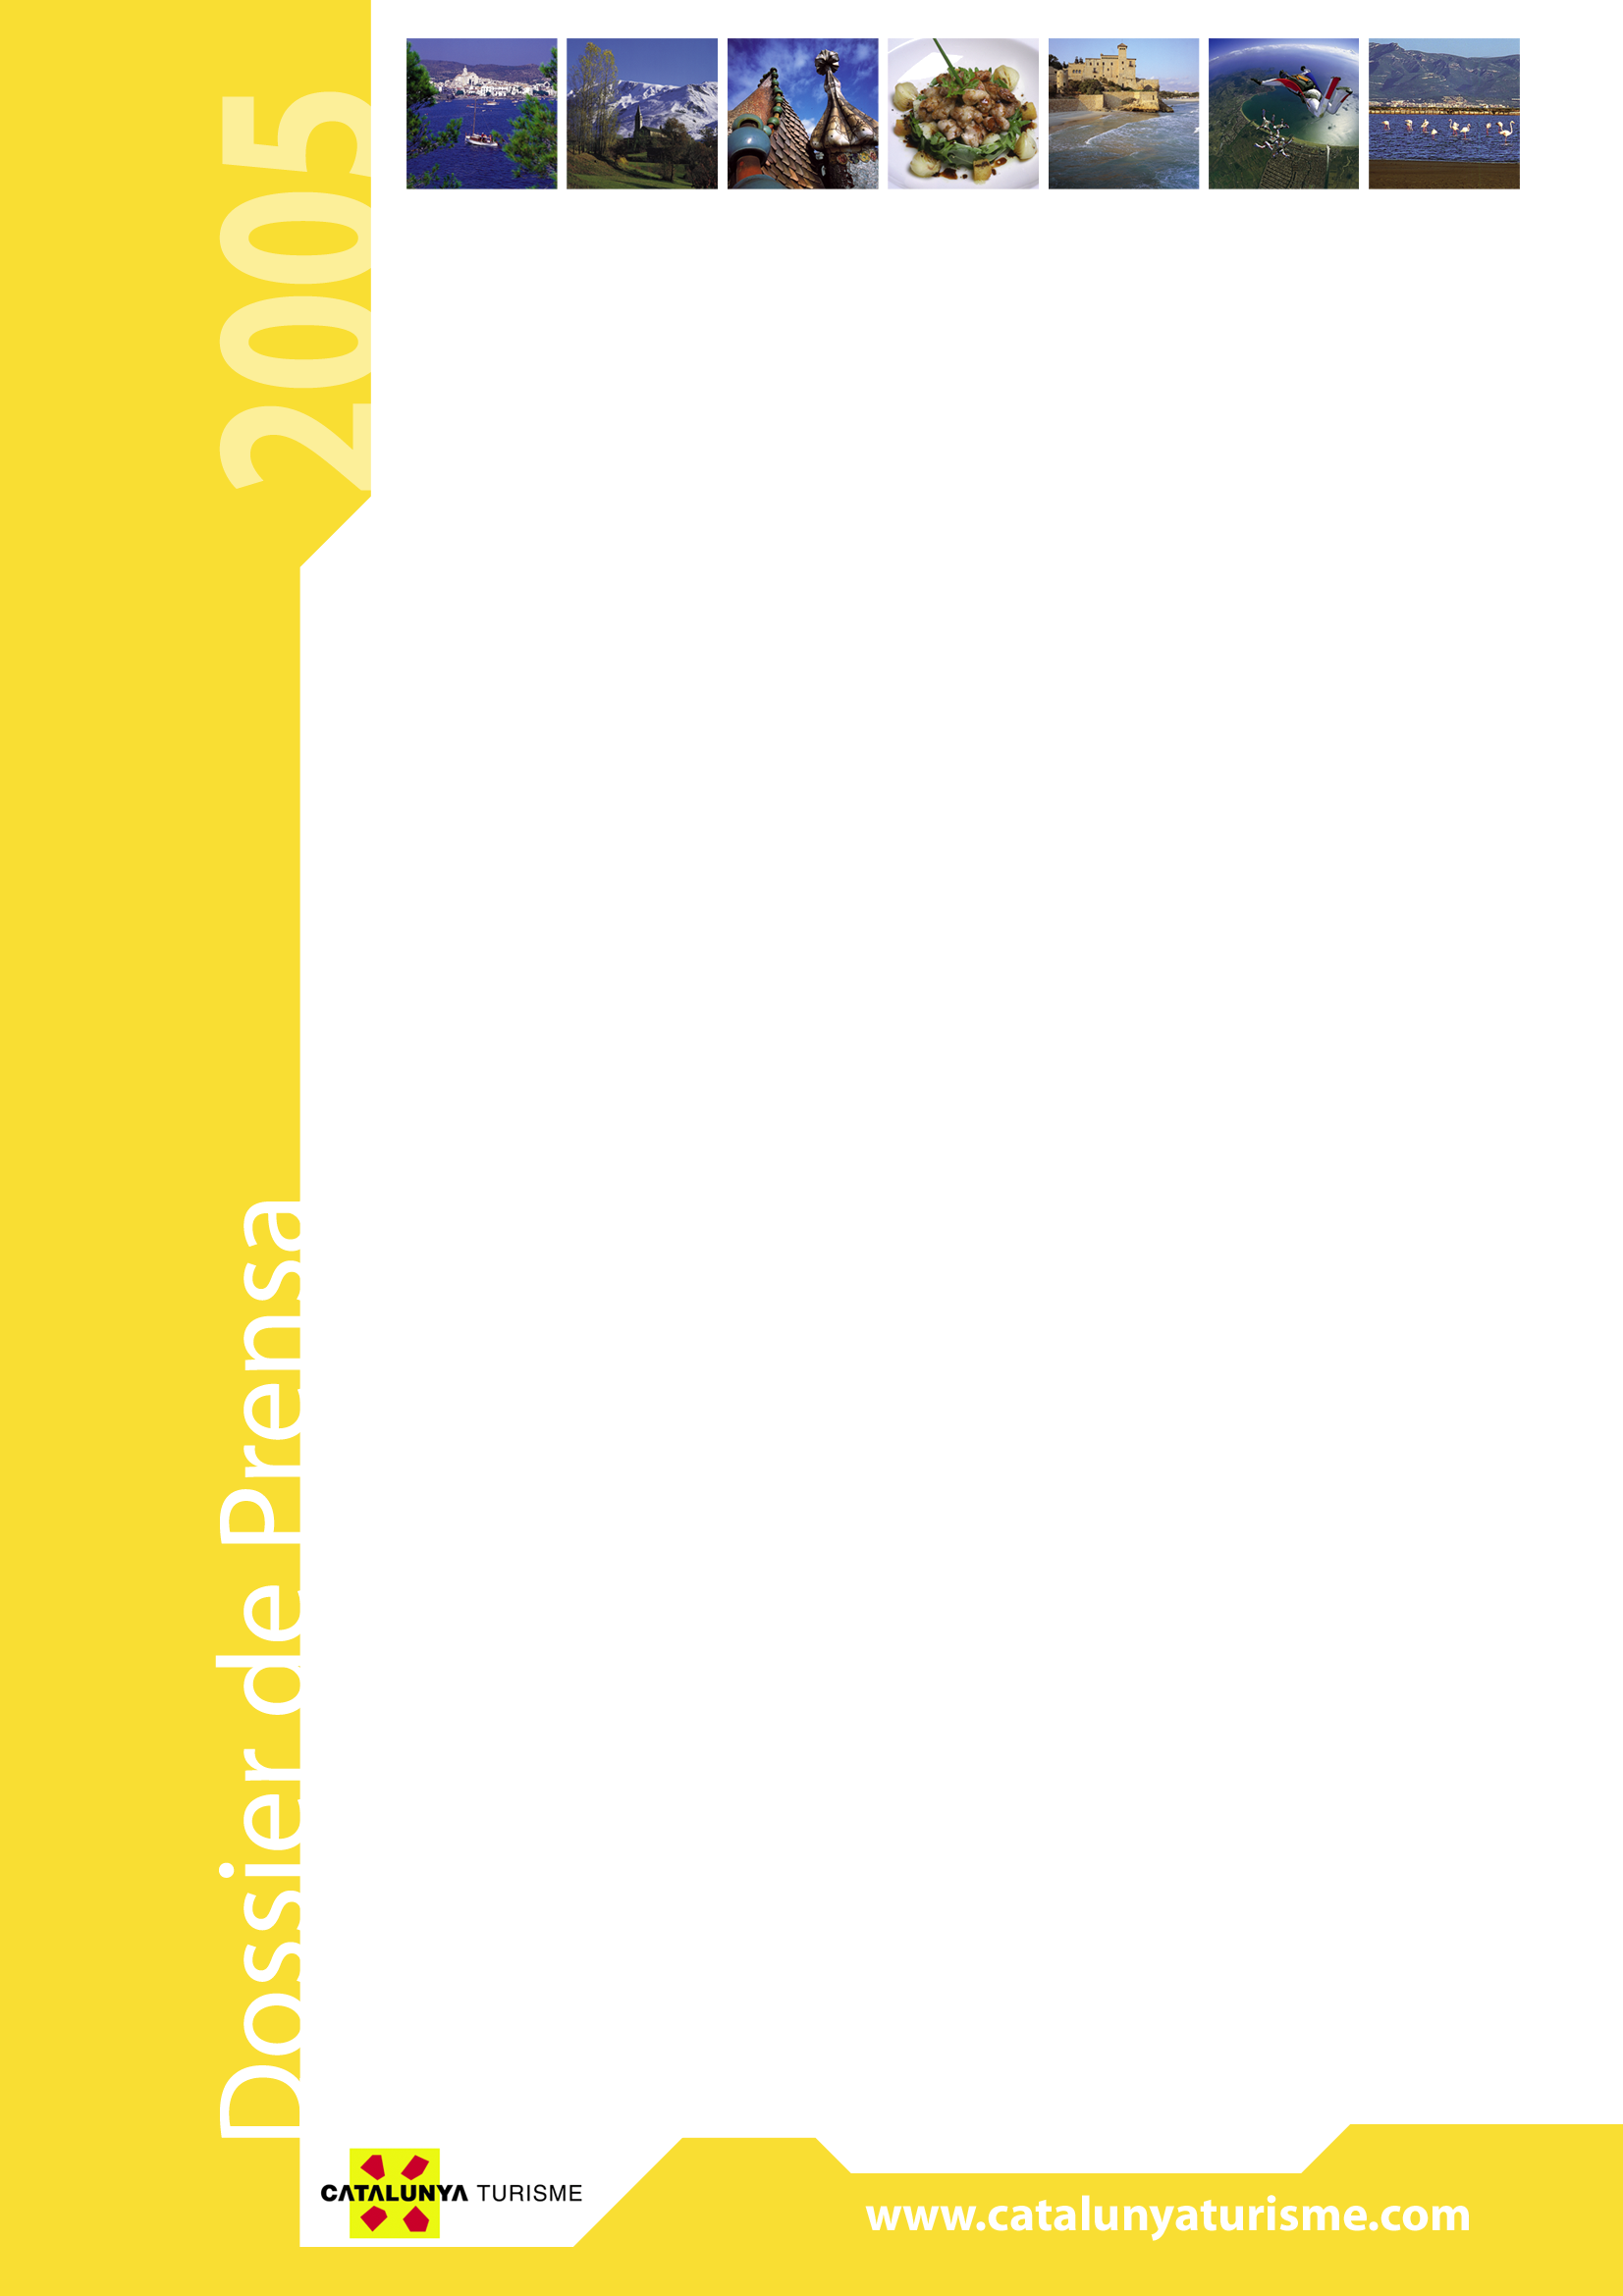 2005
Dossier de Prensa
CATALUNYA TURISME
www.catalunyaturisme.com